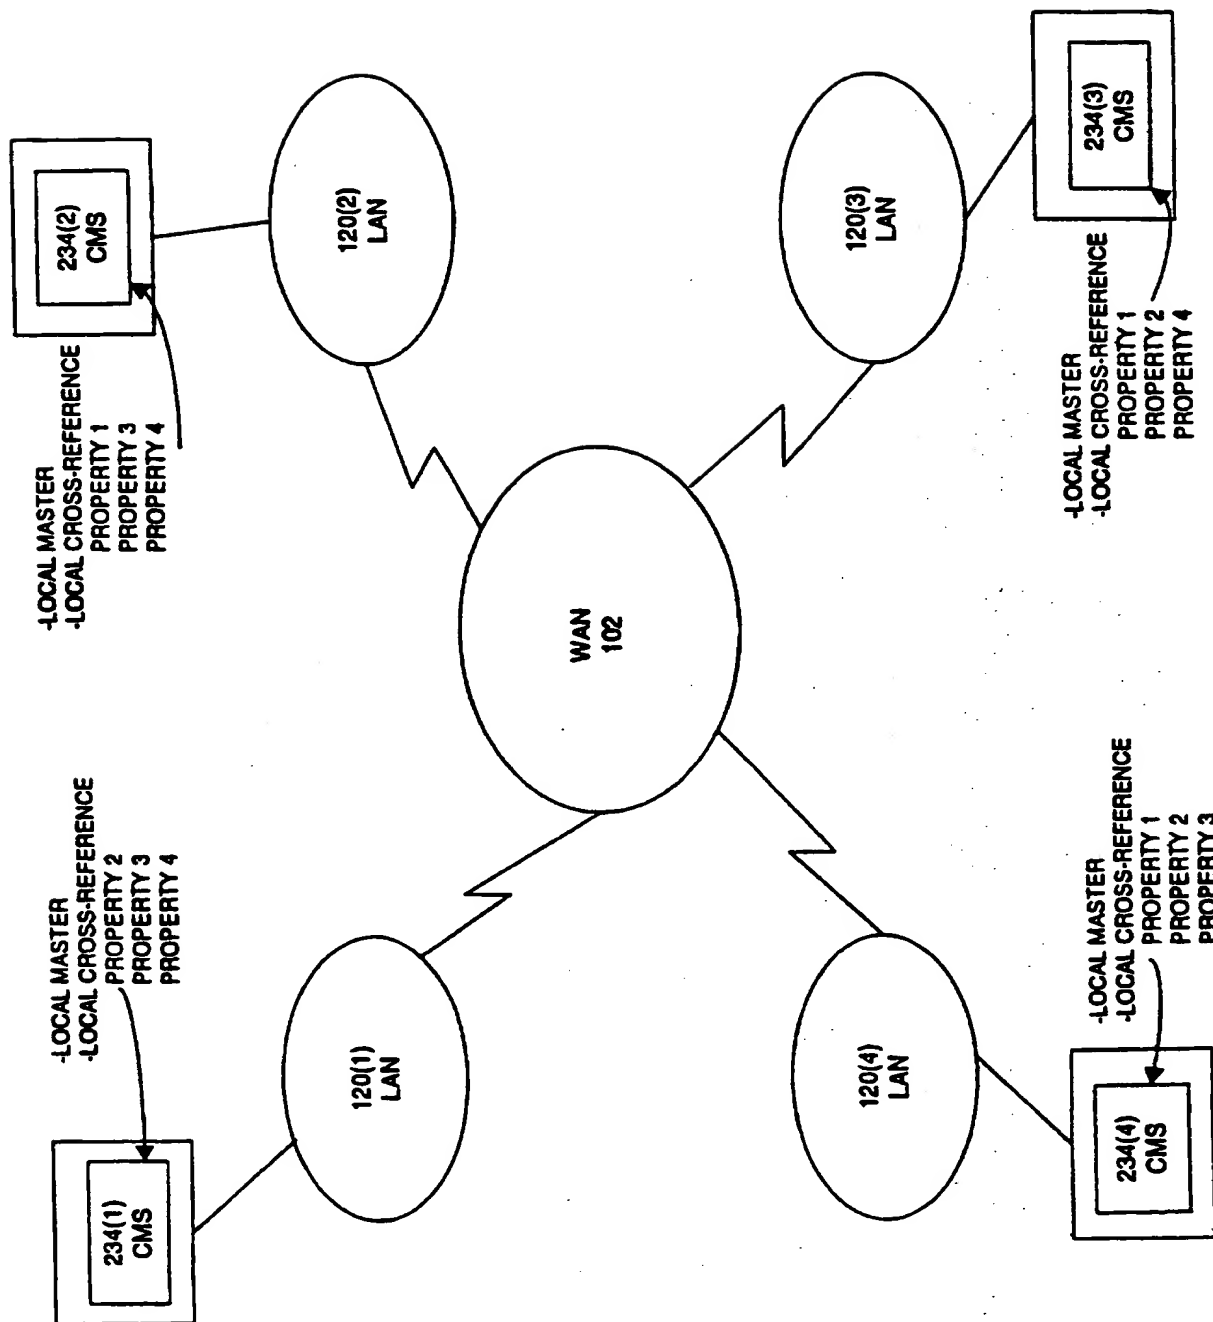 234(1)
CMS
-LOCAL MASTER
-LOCAL CROSS-REFERENCE
PROPERTY 2
PROPERTY 3
PROPERTY 4
120(1)
LAN
234(2)
CMS
-LOCAL MASTER
-LOCAL CROSS-REFERENCE
PROPERTY 1
PROPERTY 3
PROPERTY 4
120(2)
LAN
WAN
102
120(4)
LAN
234(4)
CMS
-LOCAL MASTER
-LOCAL CROSS-REFERENCE
PROPERTY 1
PROPERTY 2
PROPERTY 3
120(3)
LAN
234(3)
CMS
-LOCAL MASTER
-LOCAL CROSS-REFERENCE
PROPERTY 1
PROPERTY 2
PROPERTY 4